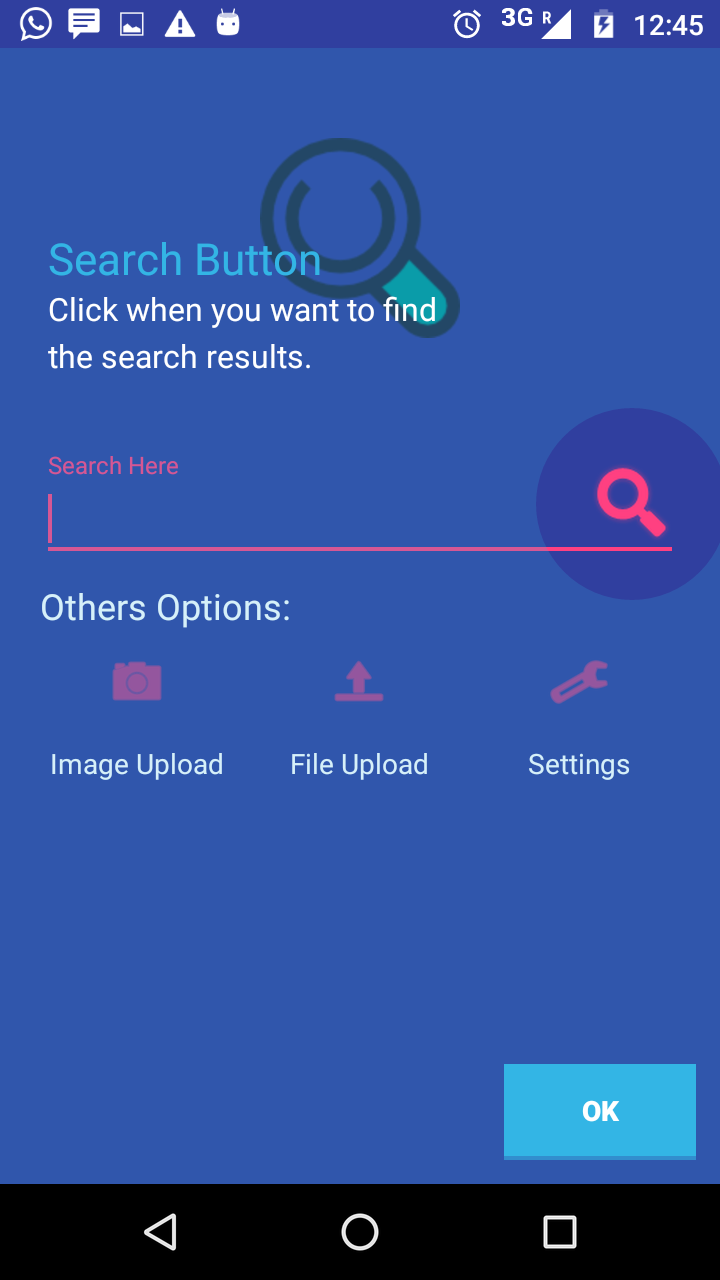 3G R 12:45
Search Button
Click when you want to find
the search results.
Search Here
Others Options:
Image Upload File Upload Settings
OK